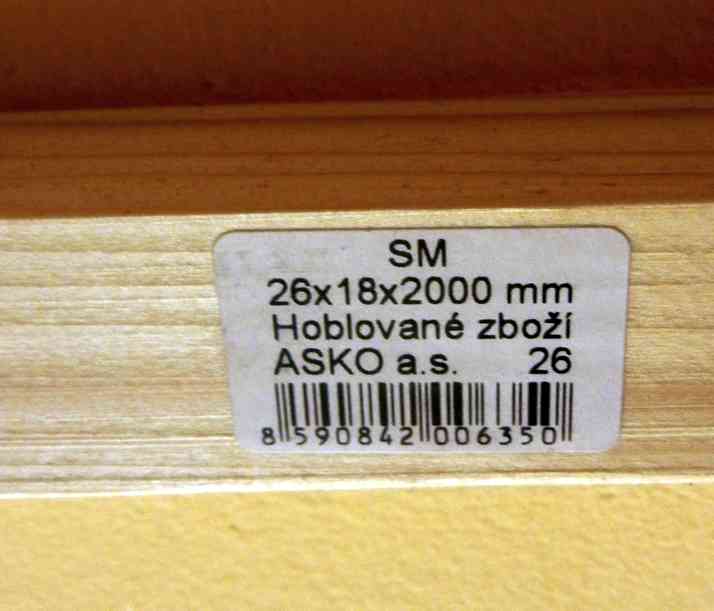 SM
26x18x2000 mm
Hoblované zboží
ASKO a.s. 26
8 590842 006350